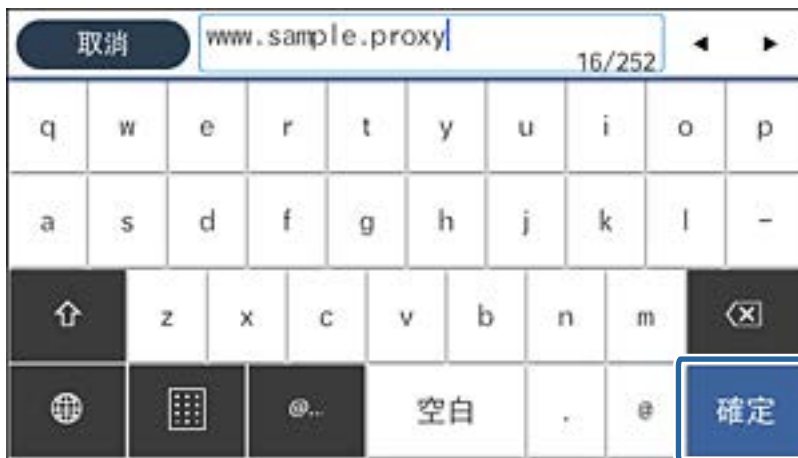 取消 www.sample.proxy 16/252 ◀ ▶
q w e r t y u i o p
a s d f g h j k l -
z x c v b n m
@... 空白 . @ 確定